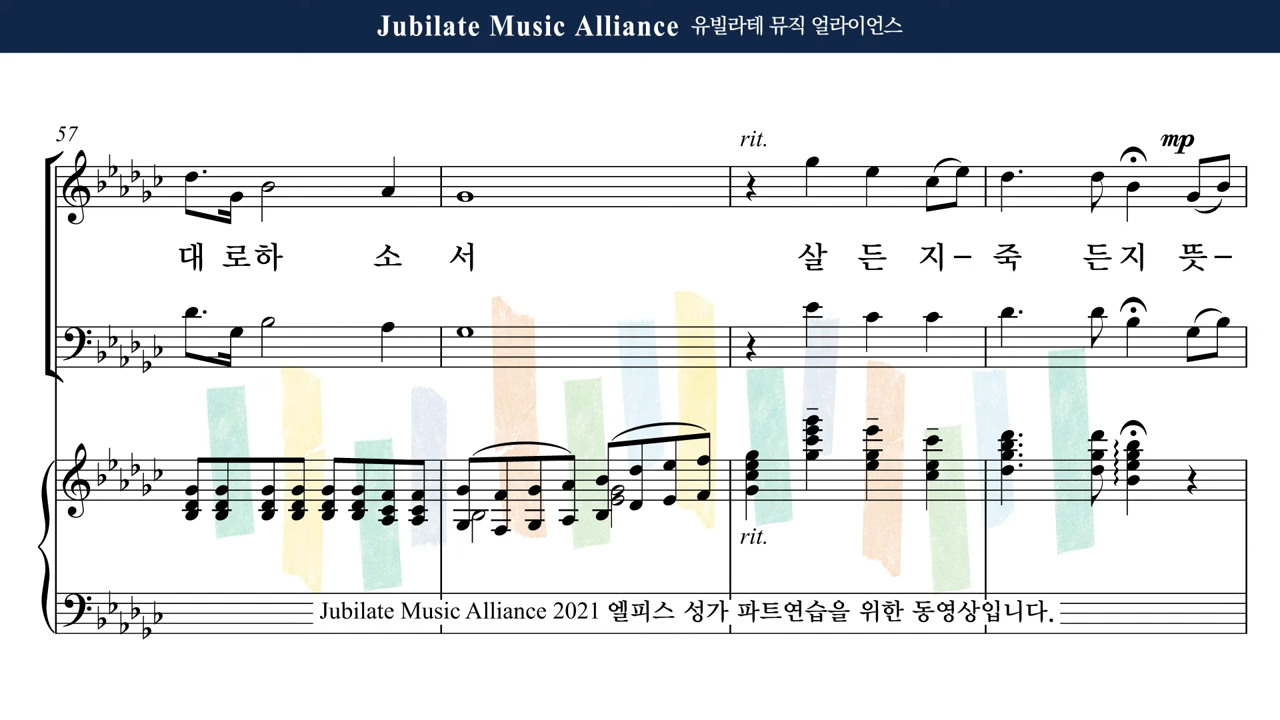 Jubilate Music Alliance 유빌라테 뮤직 얼라이언스
57
rit.
mp
대 로하 소 서 살 든 지– 죽 든지 뜻–
rit.
Jubilate Music Alliance 2021 엘피스 성가 파트연습을 위한 동영상입니다.